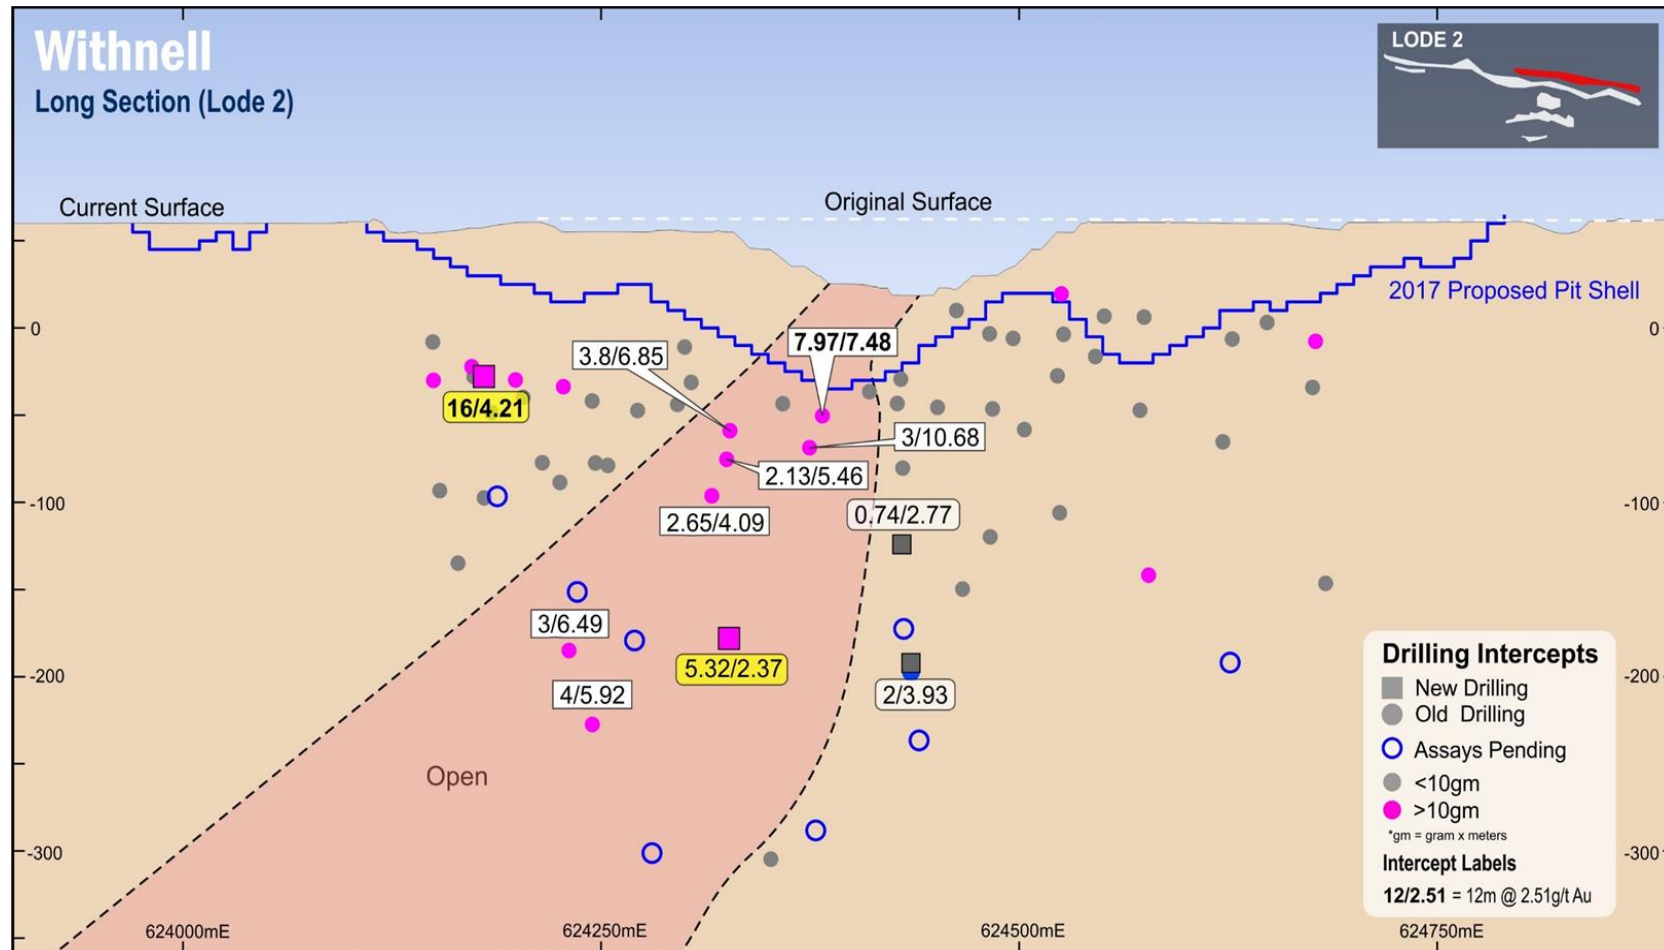 Withnell
Long Section (Lode 2)
LODE 2
Current Surface
Original Surface
2017 Proposed Pit Shell
0
0
7.97/7.48
3.8/6.85
16/4.21
3/10.68
2.13/5.46
-100
-100
2.65/4.09
0.74/2.77
3/6.49
5.32/2.37
-200
-200
4/5.92
2/3.93
Open
-300
-300
624000mE
624250mE
624500mE
624750mE
Drilling Intercepts
New Drilling
Old Drilling
Assays Pending
<10gm
>10gm
*gm = gram x meters
Intercept Labels
12/2.51 = 12m @ 2.51g/t Au